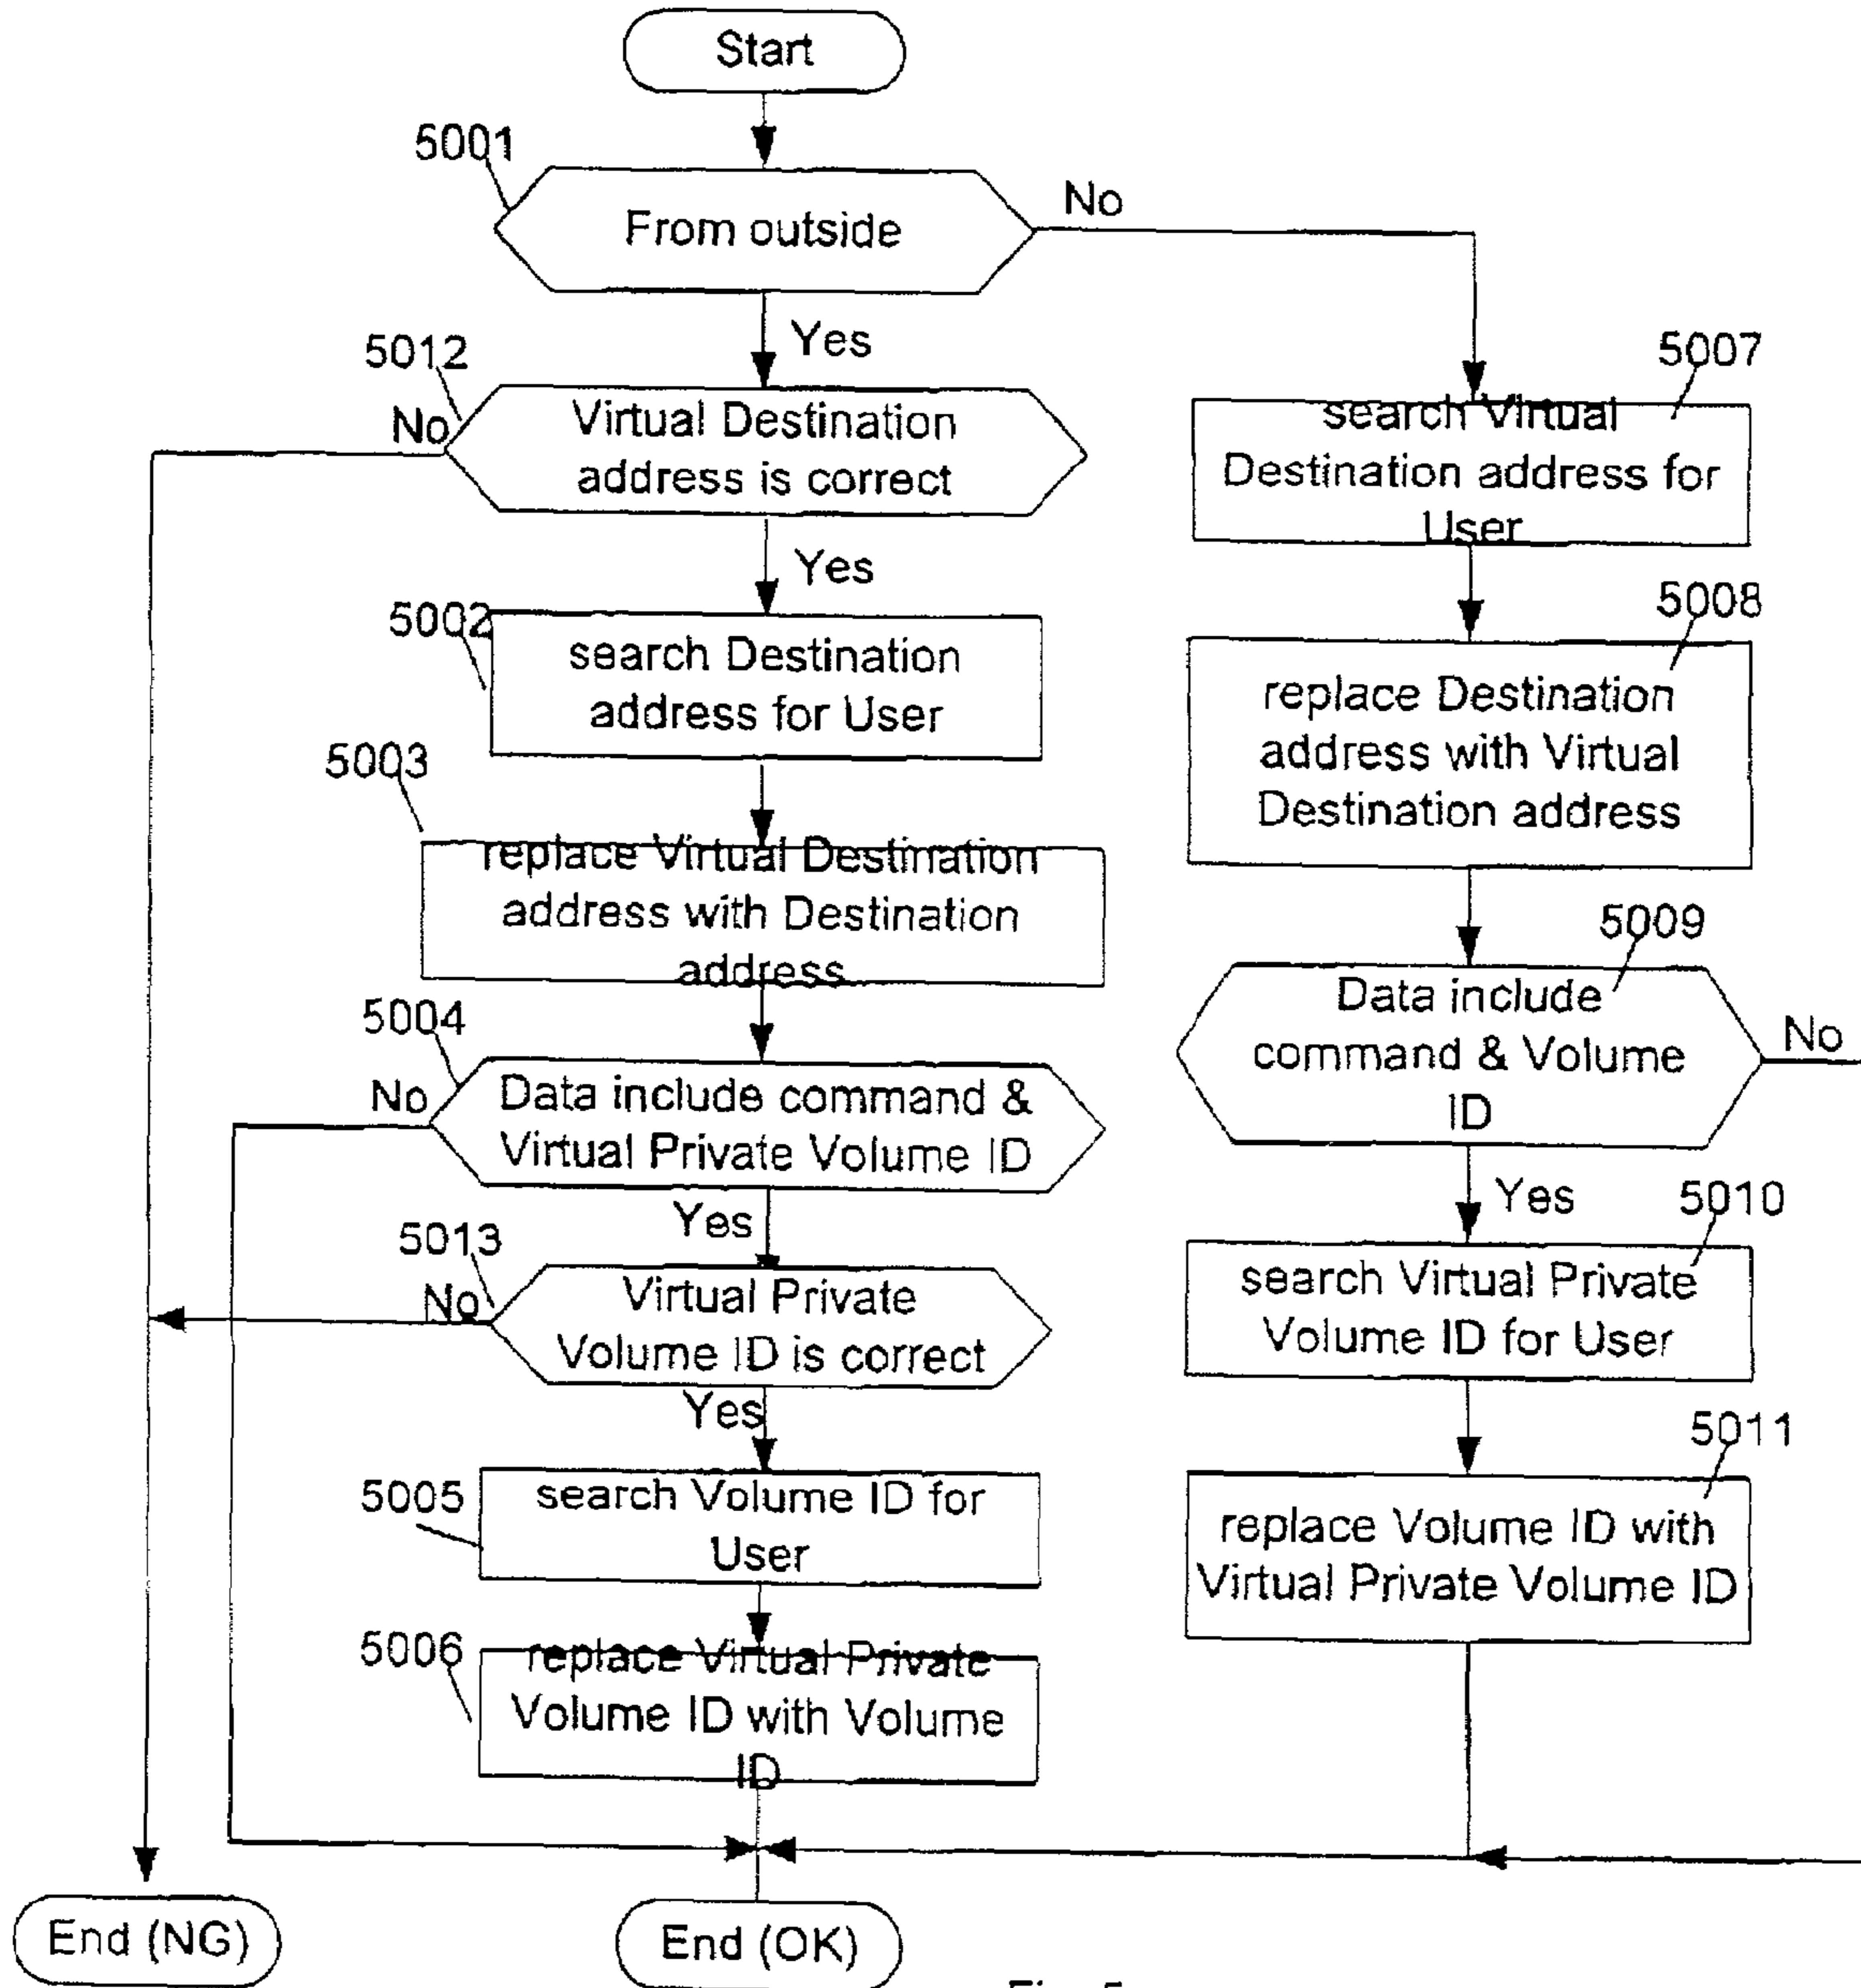 Start
5001
From outside
No
Yes
5012
No
Virtual Destination
address is correct
Yes
5002
search Destination
address for User
5003
replace Virtual Destination
address with Destination
address
5004
No
Data include command &
Virtual Private Volume ID
Yes
5013
No
Virtual Private
Volume ID is correct
Yes
5005
search Volume ID for
User
5006
replace Virtual Private
Volume ID with Volume
ID
5007
search Virtual
Destination address for
User
5008
replace Destination
address with Virtual
Destination address
5009
Data include
command & Volume
ID
No
Yes
5010
search Virtual Private
Volume ID for User
5011
replace Volume ID with
Virtual Private Volume ID
End (NG)
End (OK)